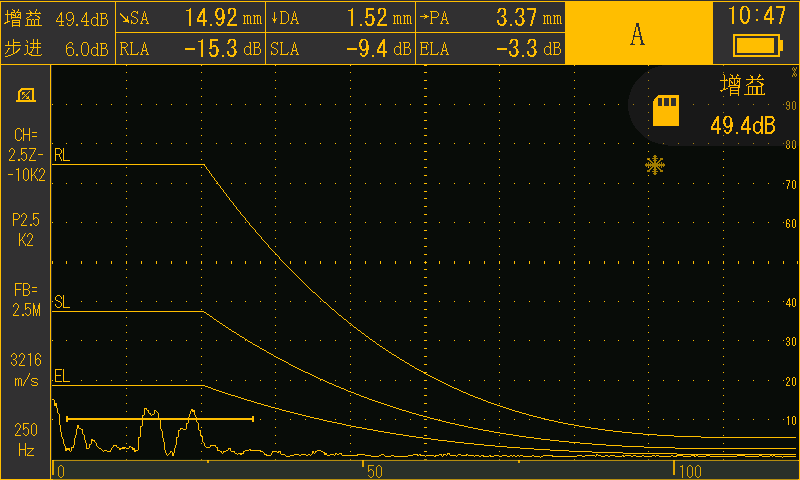 增益 49.4dB ↘SA 14.92 mm ↓DA 1.52 mm →PA 3.37 mm A 10:47
步进 6.0dB RLA -15.3 dB SLA -9.4 dB ELA -3.3 dB
%
增益
49.4dB
90
80
70
60
40
30
20
10
CH=
2.5Z-
-10K2
P2.5
K2
FB=
2.5M
3216
m/s
250
Hz
RL
SL
EL
0 50 100